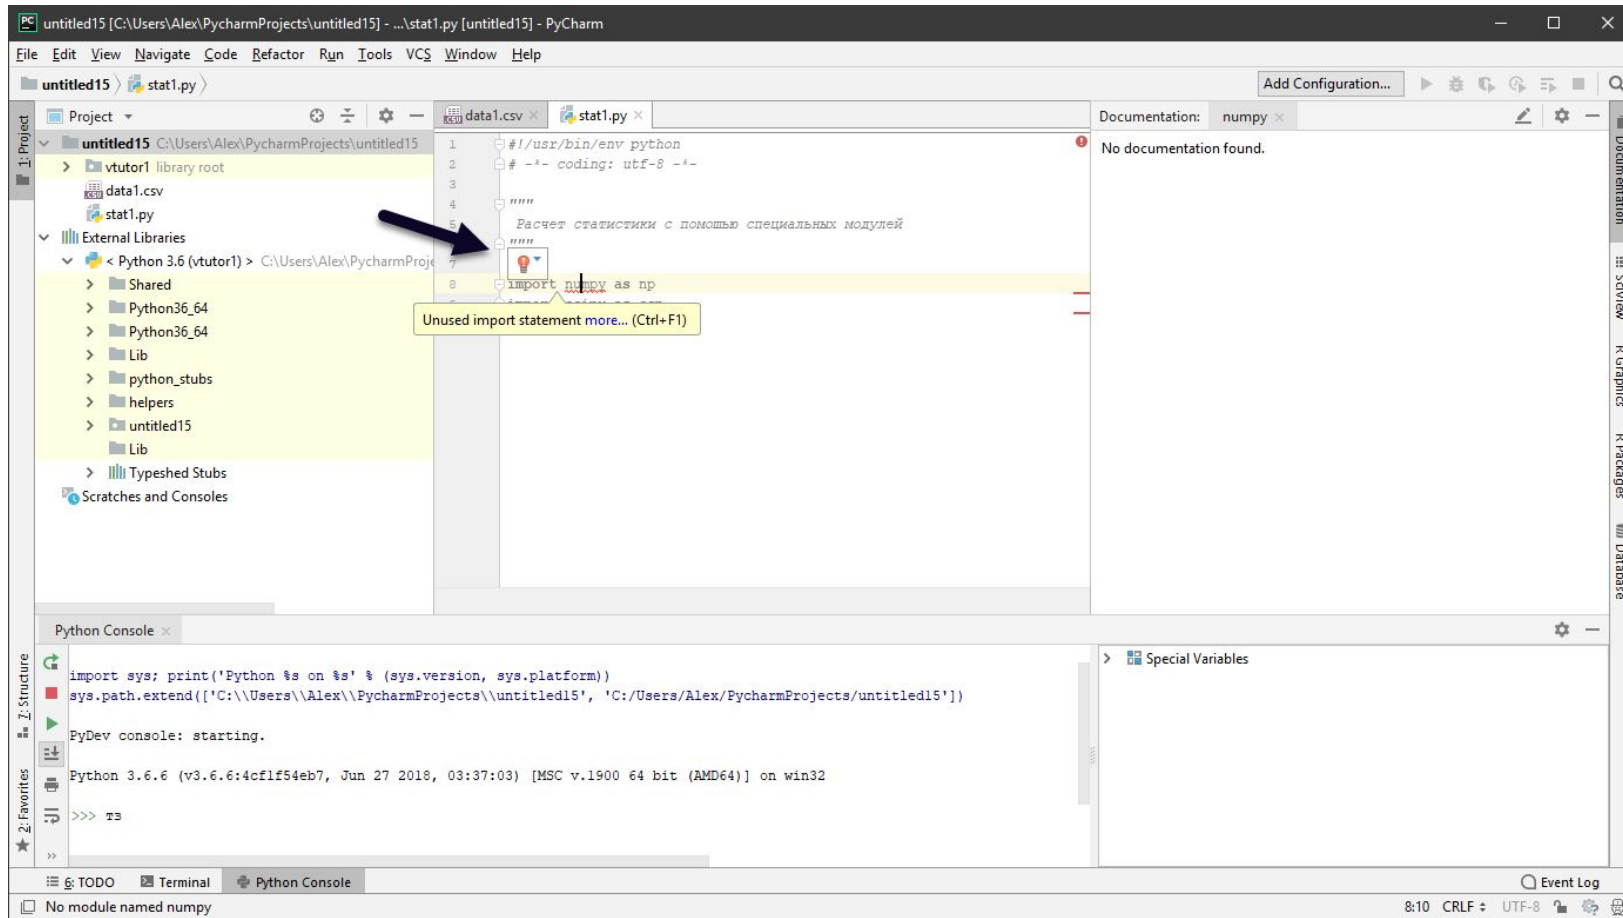 untitled15 [C:\Users\Alex\PycharmProjects\untitled15] - ...\stat1.py [untitled15] - PyCharm
File Edit View Navigate Code Refactor Run Tools VCS Window Help
untitled15 stat1.py Add Configuration...
1: Project
Project
untitled15 C:\Users\Alex\PycharmProjects\untitled15
vtutor1 library root
data1.csv
stat1.py
External Libraries
< Python 3.6 (vtutor1) > C:\Users\Alex\PycharmProje
Shared
Python36_64
Python36_64
Lib
python_stubs
helpers
untitled15
Lib
Typeshed Stubs
Scratches and Consoles
data1.csv stat1.py
1 #!/usr/bin/env python
2 # -*- coding: utf-8 -*-
3
4 """
5 Расчет статистики с помошью специальных модулей
"""
7
8 import numpy as np
Unused import statement more... (Ctrl+F1)
Documentation: numpy
No documentation found.
Documentation
SciView
R Graphics
R Packages
Database
Python Console
import sys; print('Python %s on %s' % (sys.version, sys.platform))
sys.path.extend(['C:\\Users\\Alex\\PycharmProjects\\untitled15', 'C:/Users/Alex/PycharmProjects/untitled15'])
PyDev console: starting.
Python 3.6.6 (v3.6.6:4cf1f54eb7, Jun 27 2018, 03:37:03) [MSC v.1900 64 bit (AMD64)] on win32
>>> тз
Special Variables
7: Structure
2: Favorites
6: TODO Terminal Python Console Event Log
No module named numpy 8:10 CRLF UTF-8